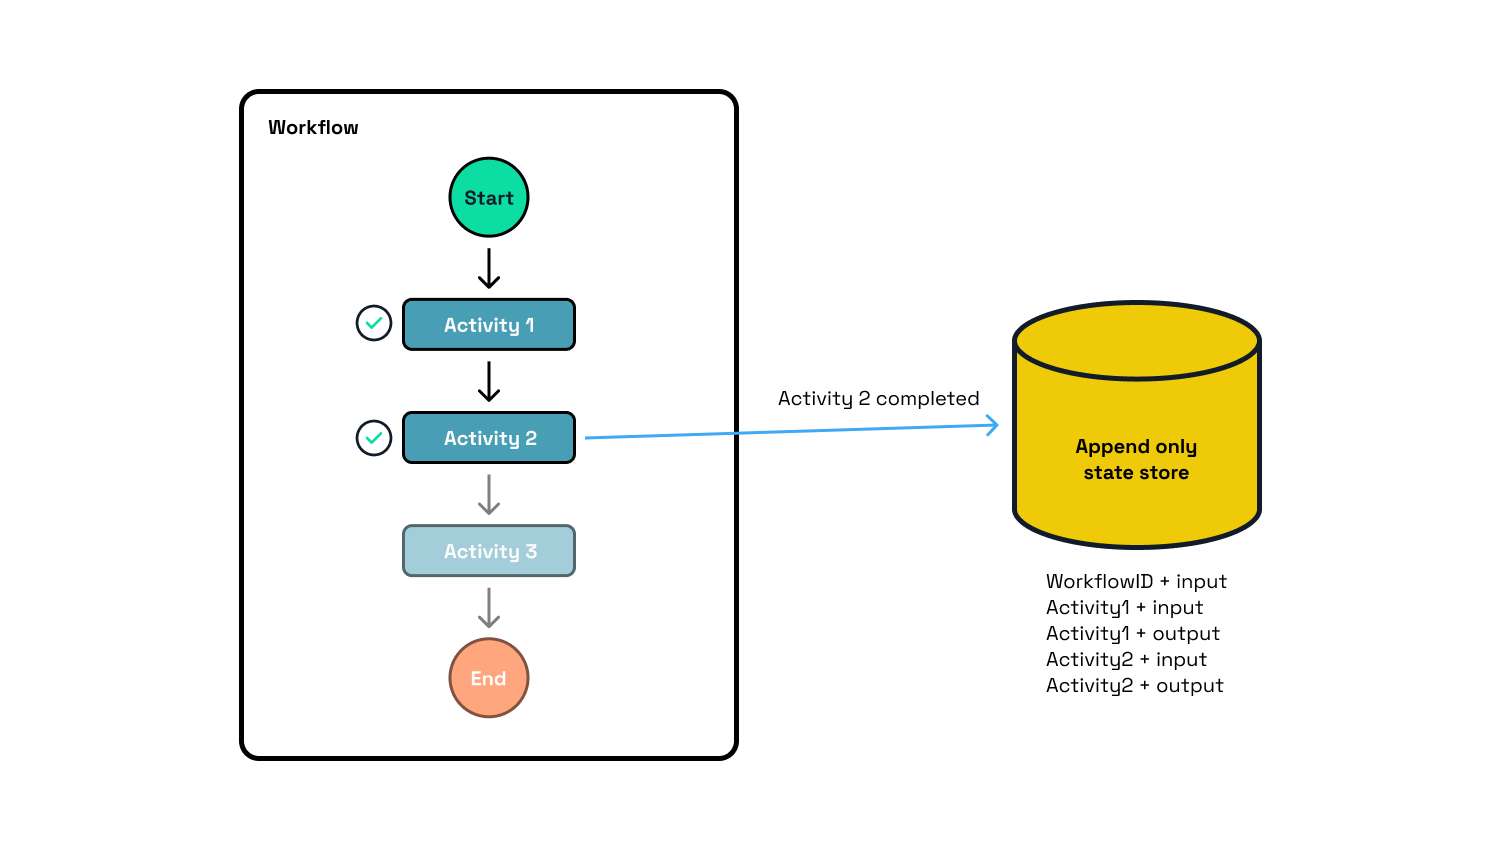 Workflow
Start
Activity 1
Activity 2
Activity 2 completed
Activity 3
End
Append only
state store
WorkflowID + input
Activity1 + input
Activity1 + output
Activity2 + input
Activity2 + output